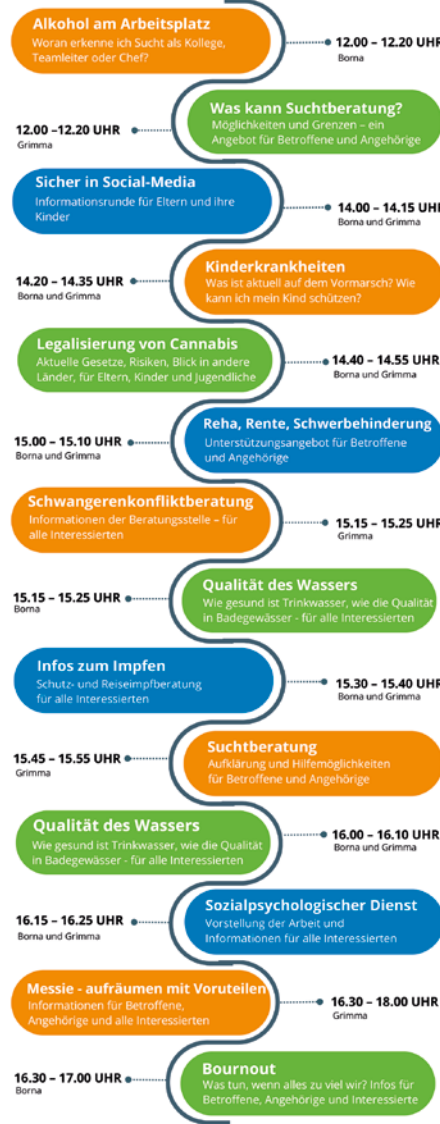 Alkohol am Arbeitsplatz
Woran erkenne ich Sucht als Kollege,
Teamleiter oder Chef?
12.00 – 12.20 UHR
Borna
Was kann Suchtberatung?
Möglichkeiten und Grenzen – ein
Angebot für Betroffene und Angehörige
12.00 –12.20 UHR
Grimma
Sicher in Social-Media
Informationsrunde für Eltern und ihre
Kinder
14.00 – 14.15 UHR
Borna und Grimma
Kinderkrankheiten
Was ist aktuell auf dem Vormarsch? Wie
kann ich mein Kind schützen?
14.20 – 14.35 UHR
Borna und Grimma
Legalisierung von Cannabis
Aktuelle Gesetze, Risiken, Blick in andere
Länder, für Eltern, Kinder und Jugendliche
14.40 – 14.55 UHR
Borna und Grimma
Reha, Rente, Schwerbehinderung
Unterstützungsangebot für Betroffene
und Angehörige
15.00 – 15.10 UHR
Borna und Grimma
Schwangerenkonfliktberatung
Informationen der Beratungsstelle – für
alle Interessierten
15.15 – 15.25 UHR
Grimma
Qualität des Wassers
Wie gesund ist Trinkwasser, wie die Qualität
in Badegewässer - für alle Interessierten
15.15 – 15.25 UHR
Borna
Infos zum Impfen
Schutz- und Reiseimpfberatung
für alle Interessierten
15.30 – 15.40 UHR
Borna und Grimma
Suchtberatung
Aufklärung und Hilfemöglichkeiten
für Betroffene und Angehörige
15.45 – 15.55 UHR
Grimma
Qualität des Wassers
Wie gesund ist Trinkwasser, wie die Qualität
in Badegewässer - für alle Interessierten
16.00 – 16.10 UHR
Borna und Grimma
Sozialpsychologischer Dienst
Vorstellung der Arbeit und
Informationen für alle Interessierten
16.15 – 16.25 UHR
Borna und Grimma
Messie - aufräumen mit Voruteilen
Informationen für Betroffene,
Angehörige und alle Interessierten
16.30 – 18.00 UHR
Grimma
Bournout
Was tun, wenn alles zu viel wir? Infos für
Betroffene, Angehörige und Interessierte
16.30 – 17.00 UHR
Borna